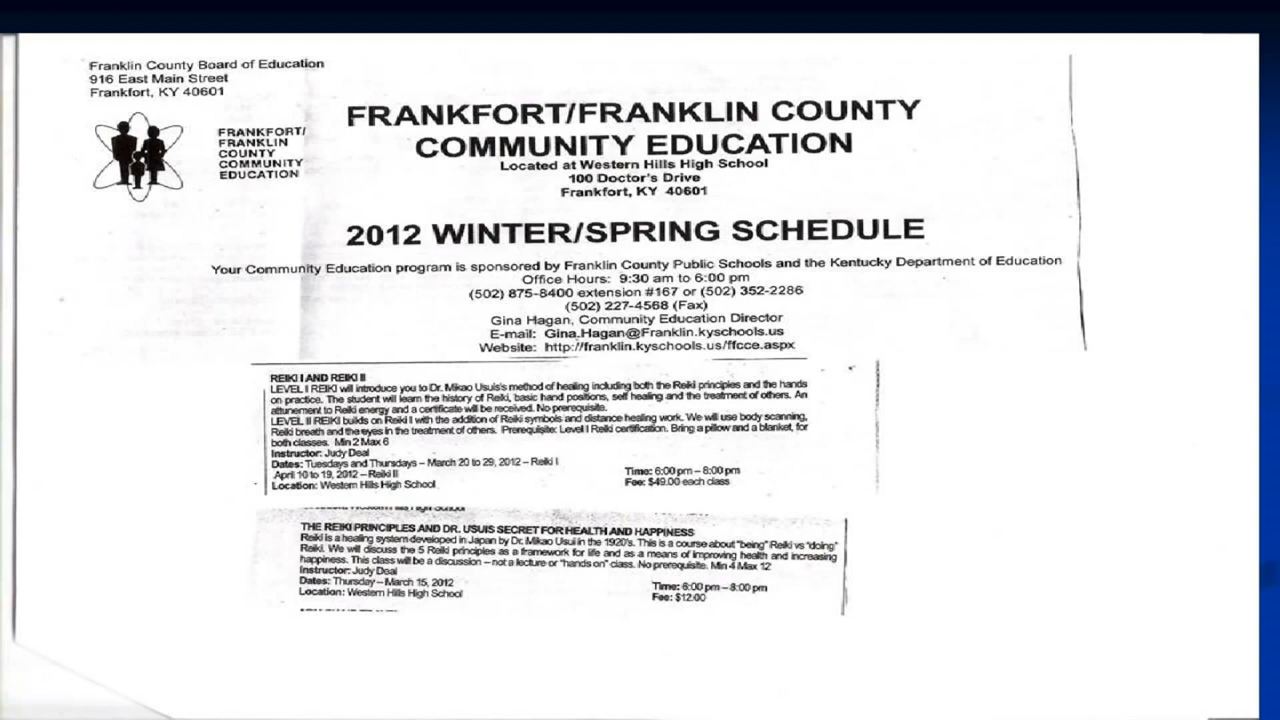 Franklin County Board of Education
916 East Main Street
Frankfort, KY 40601
FRANKFORT/
FRANKLIN
COUNTY
COMMUNITY
EDUCATION
FRANKFORT/FRANKLIN COUNTY
COMMUNITY EDUCATION
Located at Western Hills High School
100 Doctor's Drive
Frankfort, KY 40601
2012 WINTER/SPRING SCHEDULE
Your Community Education program is sponsored by Franklin County Public Schools and the Kentucky Department of Education
Office Hours: 9:30 am to 6:00 pm
(502) 875-8400 extension #167 or (502) 352-2286
(502) 227-4568 (Fax)
Gina Hagan, Community Education Director
E-mail: Gina.Hagan@Franklin.kyschools.us
Website: http://franklin.kyschools.us/ffcce.aspx
REIKI I AND REIKI II
LEVEL I REIKI will introduce you to Dr. Mikao Usuis's method of healing including both the Reiki principles and the hands
on practice. The student will learn the history of Reiki, basic hand positions, self healing and the treatment of others. An
attunement to Reiki energy and a certificate will be received. No prerequisite.
LEVEL II REIKI builds on Reiki I with the addition of Reiki symbols and distance healing work. We will use body scanning,
Reiki breath and the eyes in the treatment of others. Prerequisite: Level I Reiki certification. Bring a pillow and a blanket, for
both classes. Min 2 Max 6
Instructor: Judy Deal
Dates: Tuesdays and Thursdays – March 20 to 29, 2012 – Reiki I
April 10 to 19, 2012 – Reiki II
Location: Western Hills High School
Time: 6:00 pm – 8:00 pm
Fee: $49.00 each class
THE REIKI PRINCIPLES AND DR. USUIS SECRET FOR HEALTH AND HAPPINESS
Reiki is a healing system developed in Japan by Dr. Mikao Usui in the 1920's. This is a course about "being" Reiki vs "doing"
Reiki. We will discuss the 5 Reiki principles as a framework for life and as a means of improving health and increasing
happiness. This class will be a discussion – not a lecture or "hands on" class. No prerequisite. Min 4 Max 12
Instructor: Judy Deal
Dates: Thursday – March 15, 2012
Location: Western Hills High School
Time: 6:00 pm – 8:00 pm
Fee: $12.00